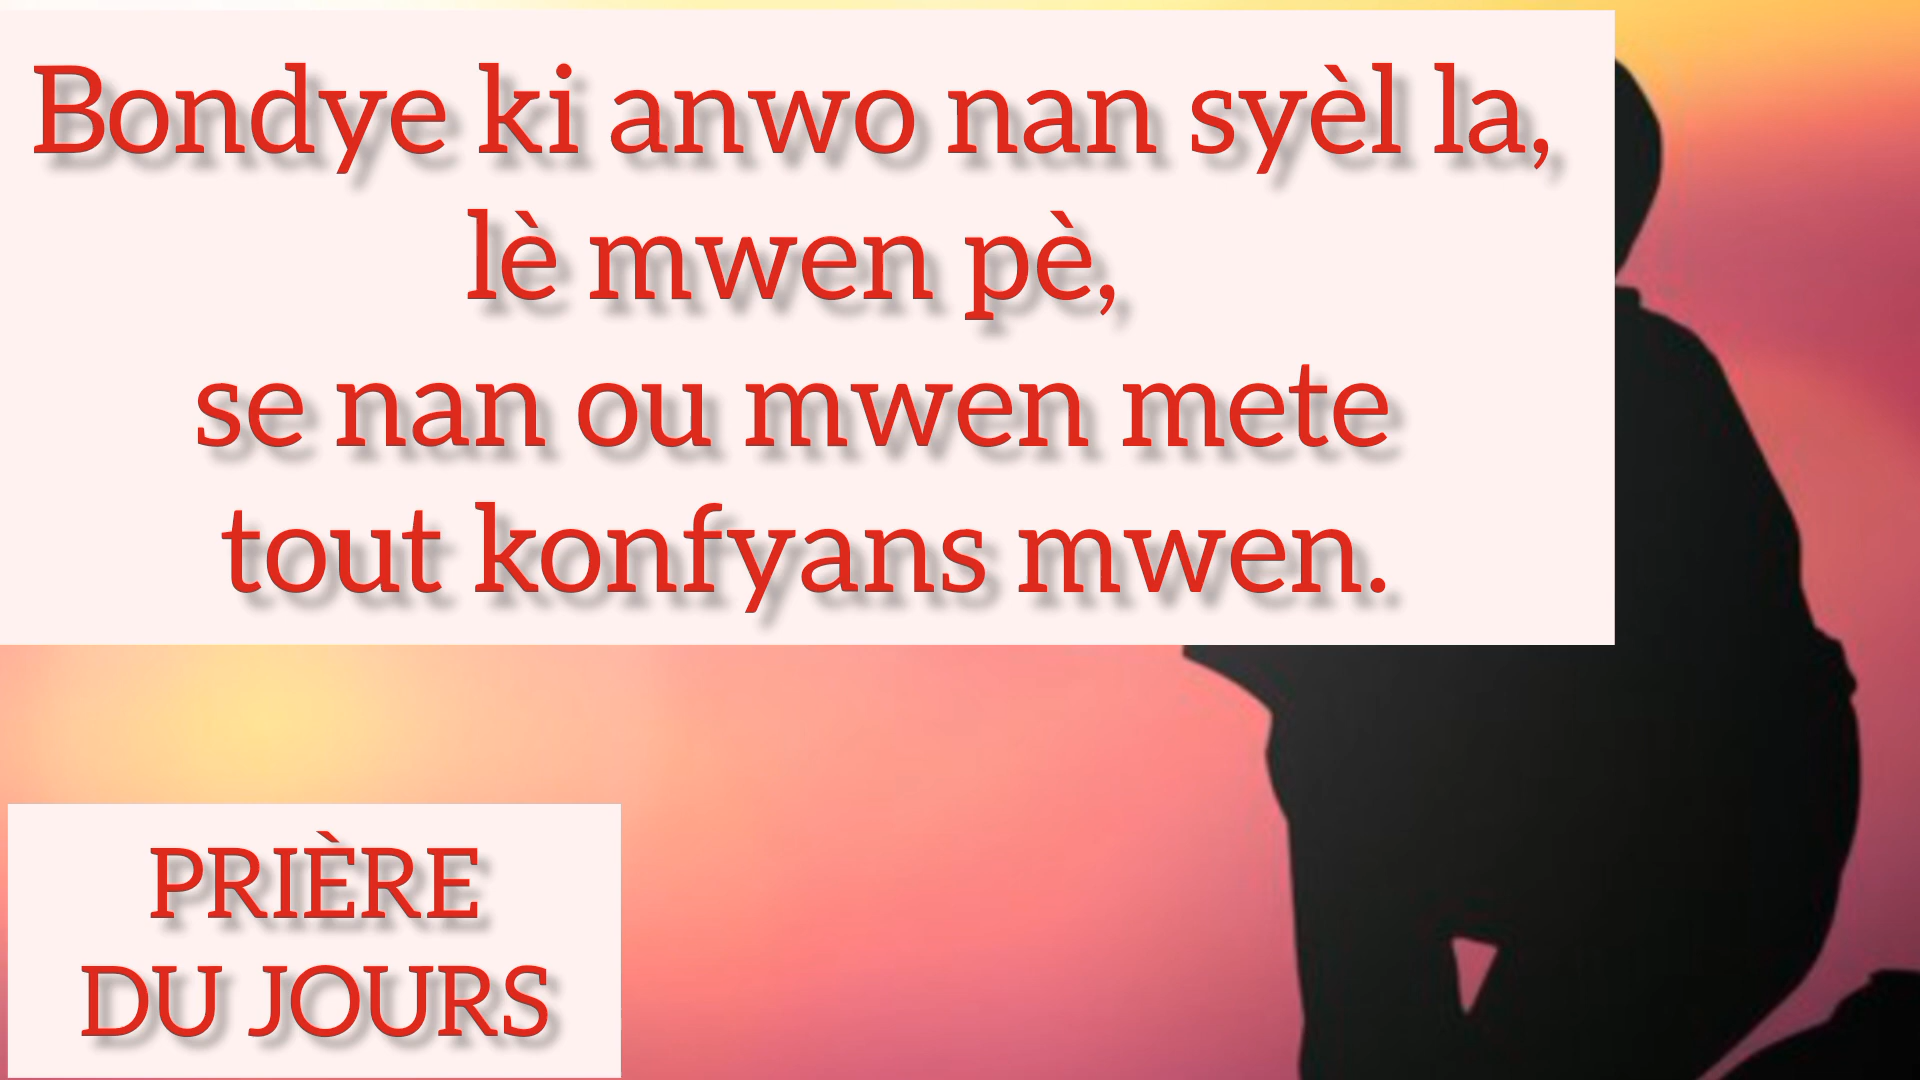 Bondye ki anwo nan syèl la,
lè mwen pè,
se nan ou mwen mete
tout konfyans mwen.
PRIÈRE
DU JOURS